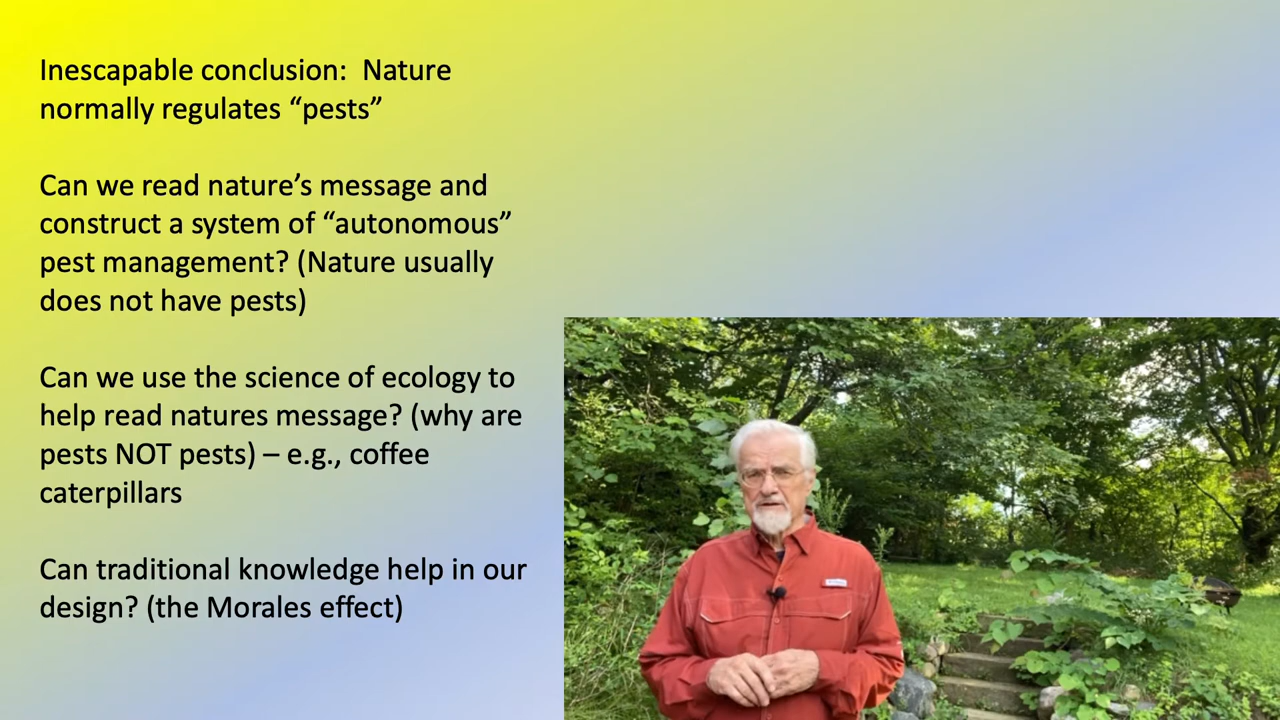 Inescapable conclusion:  Nature
normally regulates “pests”
Can we read nature’s message and
construct a system of “autonomous”
pest management? (Nature usually
does not have pests)
Can we use the science of ecology to
help read natures message? (why are
pests NOT pests) – e.g., coffee
caterpillars
Can traditional knowledge help in our
design? (the Morales effect)